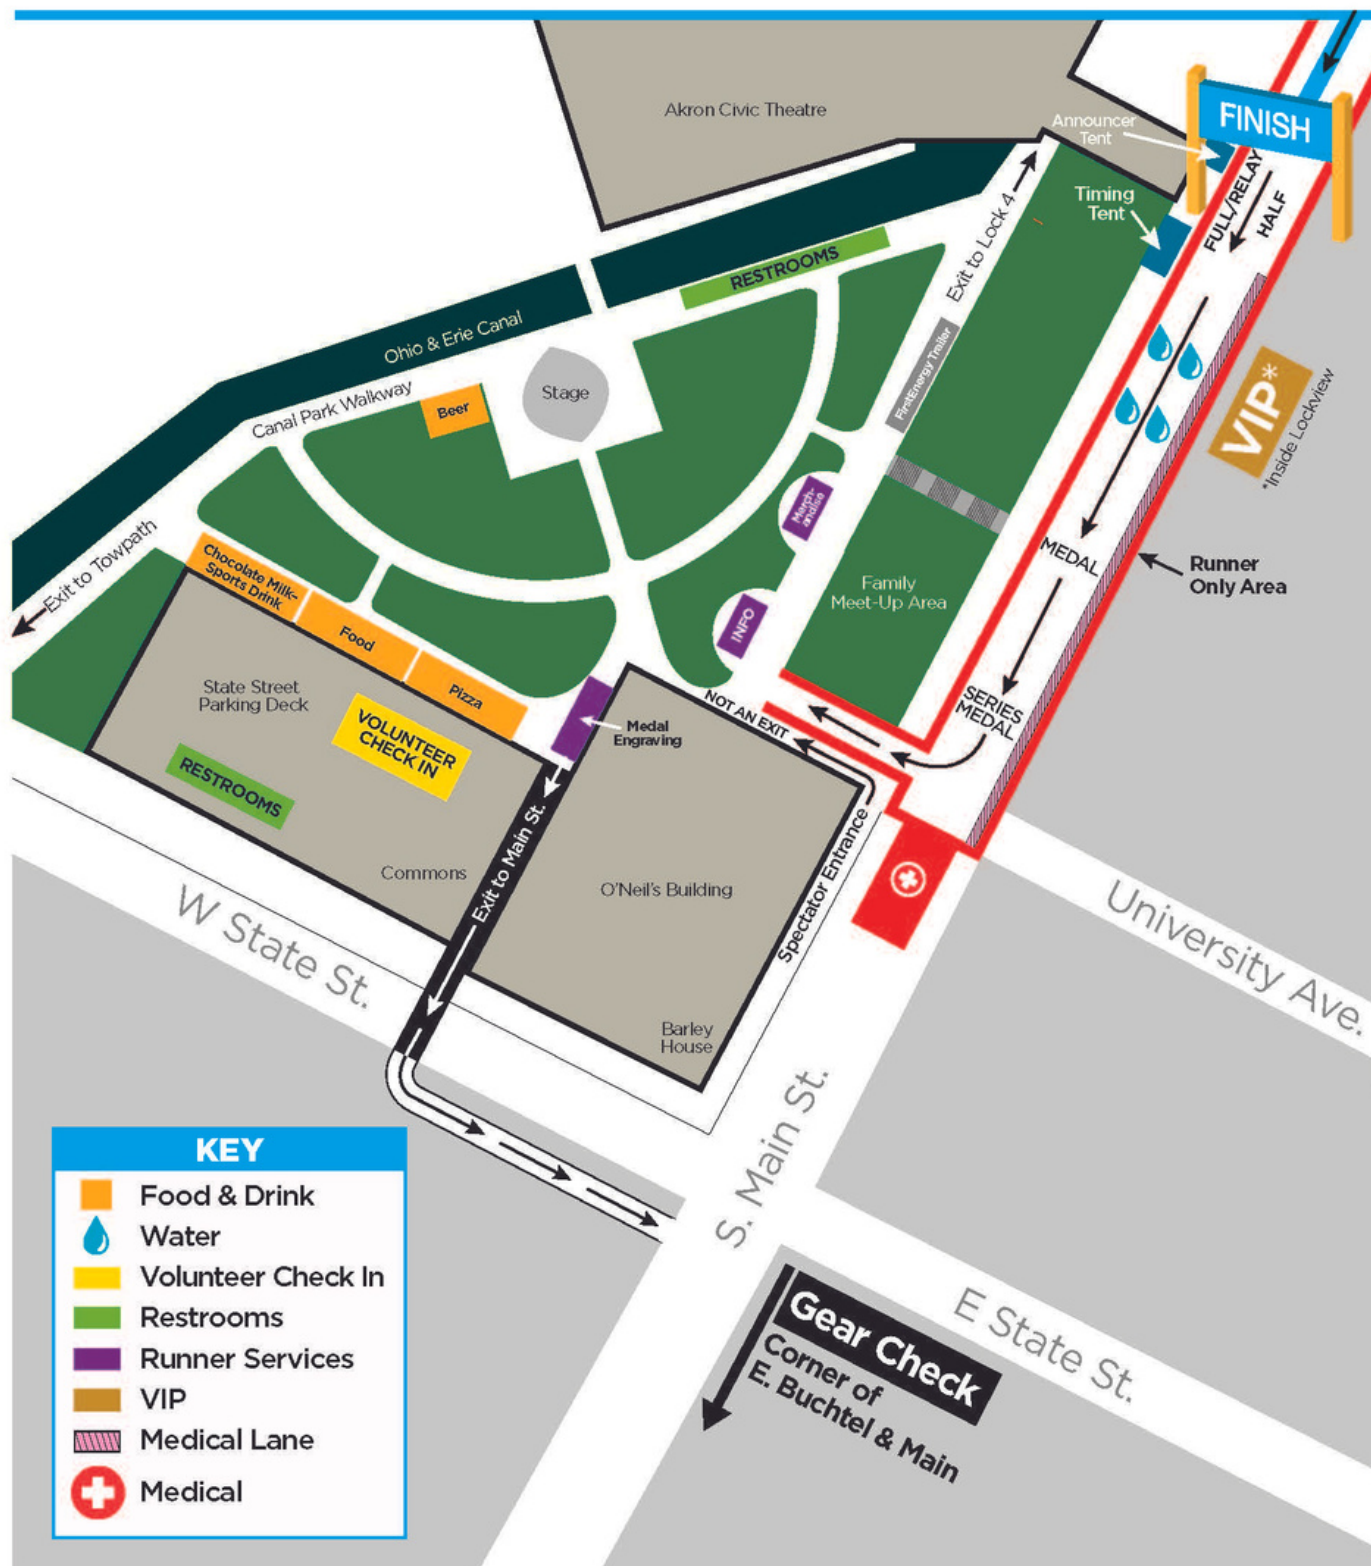 Akron Civic Theatre
Announcer
Tent
FINISH
Timing
Tent
FULL/RELAY
HALF
Exit to Lock 4
RESTROOMS
Ohio & Erie Canal
FirstEnergy Trailer
Stage
Canal Park Walkway
Beer
VIP*
*Inside Lockview
Merch-
andise
Exit to Towpath
Chocolate Milk-
Sports Drink
MEDAL
Runner
Only Area
Family
Meet-Up Area
INFO
Food
Pizza
State Street
Parking Deck
VOLUNTEER
CHECK IN
Medal
Engraving
NOT AN EXIT
SERIES
MEDAL
RESTROOMS
Commons
Exit to Main St.
O'Neil's Building
Spectator Entrance
University Ave.
W State St.
Barley
House
S. Main St.
KEY
Food & Drink
Water
Volunteer Check In
Restrooms
Runner Services
VIP
Medical Lane
Medical
E State St.
Gear Check
Corner of
E. Buchtel & Main